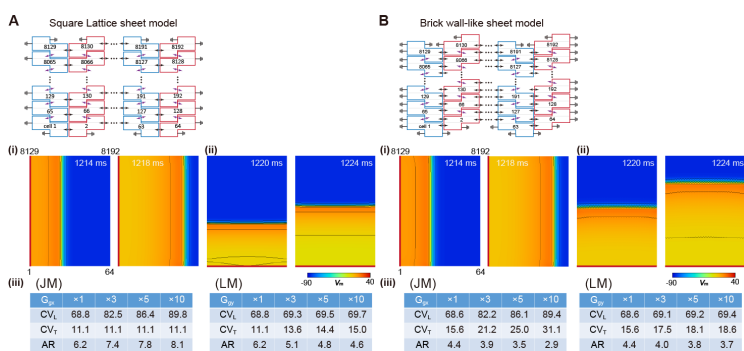 A Square Lattice sheet model
B Brick wall-like sheet model
8129 8130 8191 8192
8065 8066 8127 8128
129 130 191 192
65 66 127 128
cell 1 2 63 64
8130 8192
8129 8191
8066 8128
8065 8127
130 192
129 191
66 128
65 127
2 64
cell 1 63
(i) (ii) (i) (ii)
8129 8192 8129 8192
1214 ms 1218 ms 1220 ms 1224 ms 1214 ms 1218 ms 1220 ms 1224 ms
1 64 1 64
-90 Vm 40 -90 Vm 40
(iii) (JM) (LM) (iii) (JM) (LM)
Ggx ×1 ×3 ×5 ×10 Ggy ×1 ×3 ×5 ×10 Ggx ×1 ×3 ×5 ×10 Ggy ×1 ×3 ×5 ×10
CVL 68.8 82.5 86.4 89.8 CVL 68.8 69.3 69.5 69.7 CVL 68.6 82.2 86.1 89.4 CVL 68.6 69.1 69.2 69.4
CVT 11.1 11.1 11.1 11.1 CVT 11.8 13.6 14.4 15.0 CVT 15.6 21.2 25.0 31.1 CVT 15.6 17.5 18.1 18.6
AR 6.2 7.4 7.8 8.1 AR 6.2 5.1 4.8 4.6 AR 4.4 3.9 3.5 2.9 AR 4.4 4.0 3.8 3.7